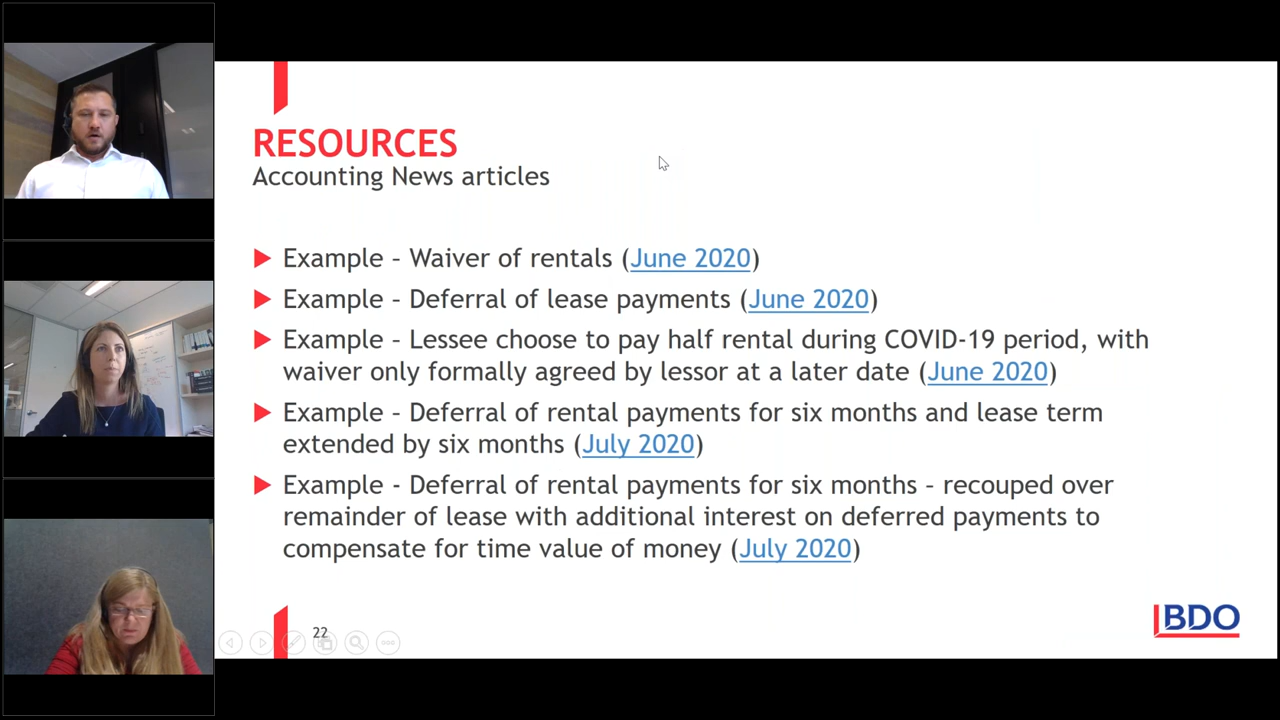 RESOURCES
Accounting News articles
Example – Waiver of rentals (June 2020)
Example – Deferral of lease payments (June 2020)
Example – Lessee choose to pay half rental during COVID-19 period, with
waiver only formally agreed by lessor at a later date (June 2020)
Example – Deferral of rental payments for six months and lease term
extended by six months (July 2020)
Example - Deferral of rental payments for six months – recouped over
remainder of lease with additional interest on deferred payments to
compensate for time value of money (July 2020)
22
BDO